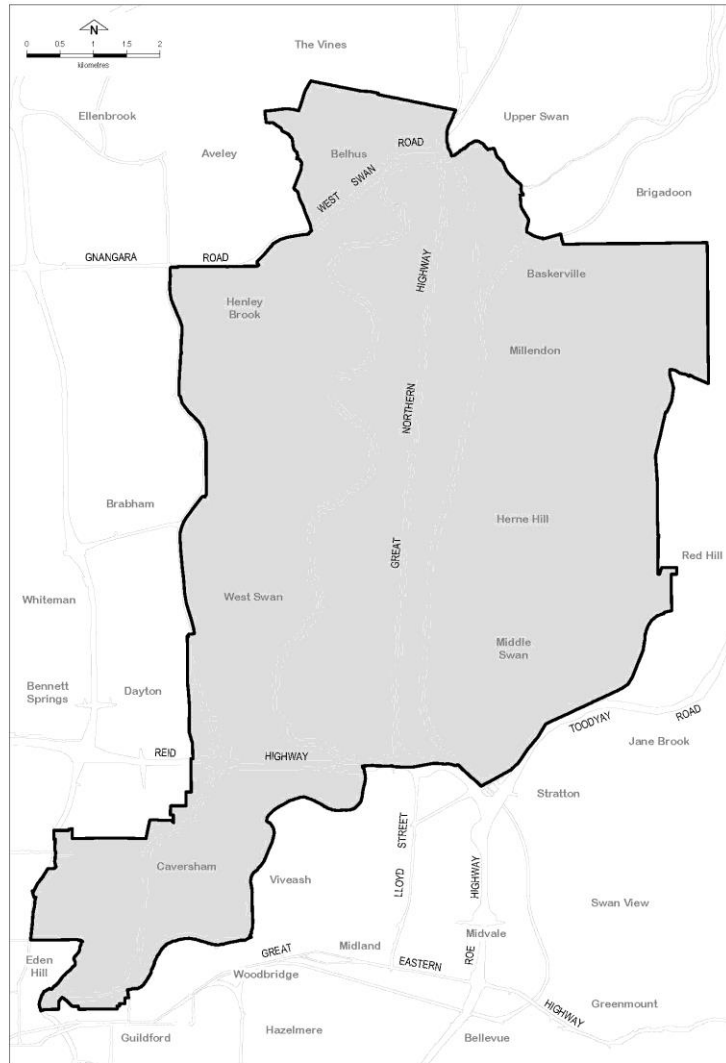 N
0 0.5 1 2
kilometres
The Vines
Ellenbrook
Upper Swan
Aveley
Belhus
ROAD
WEST SWAN
Brigadoon
GNANGARA ROAD
HIGHWAY
Baskerville
Henley
Brook
Millendon
NORTHERN
Brabham
Herne Hill
GREAT
Red Hill
Whiteman
West Swan
Middle
Swan
Bennett
Springs
Dayton
TOODYAY ROAD
Jane Brook
REID HIGHWAY
Stratton
LLOYD STREET
Caversham
Viveash
ROE HIGHWAY
Swan View
Eden
Hill
Midland
Midvale
GREAT EASTERN HIGHWAY
Woodbridge
Greenmount
Guildford
Hazelmere
Bellevue